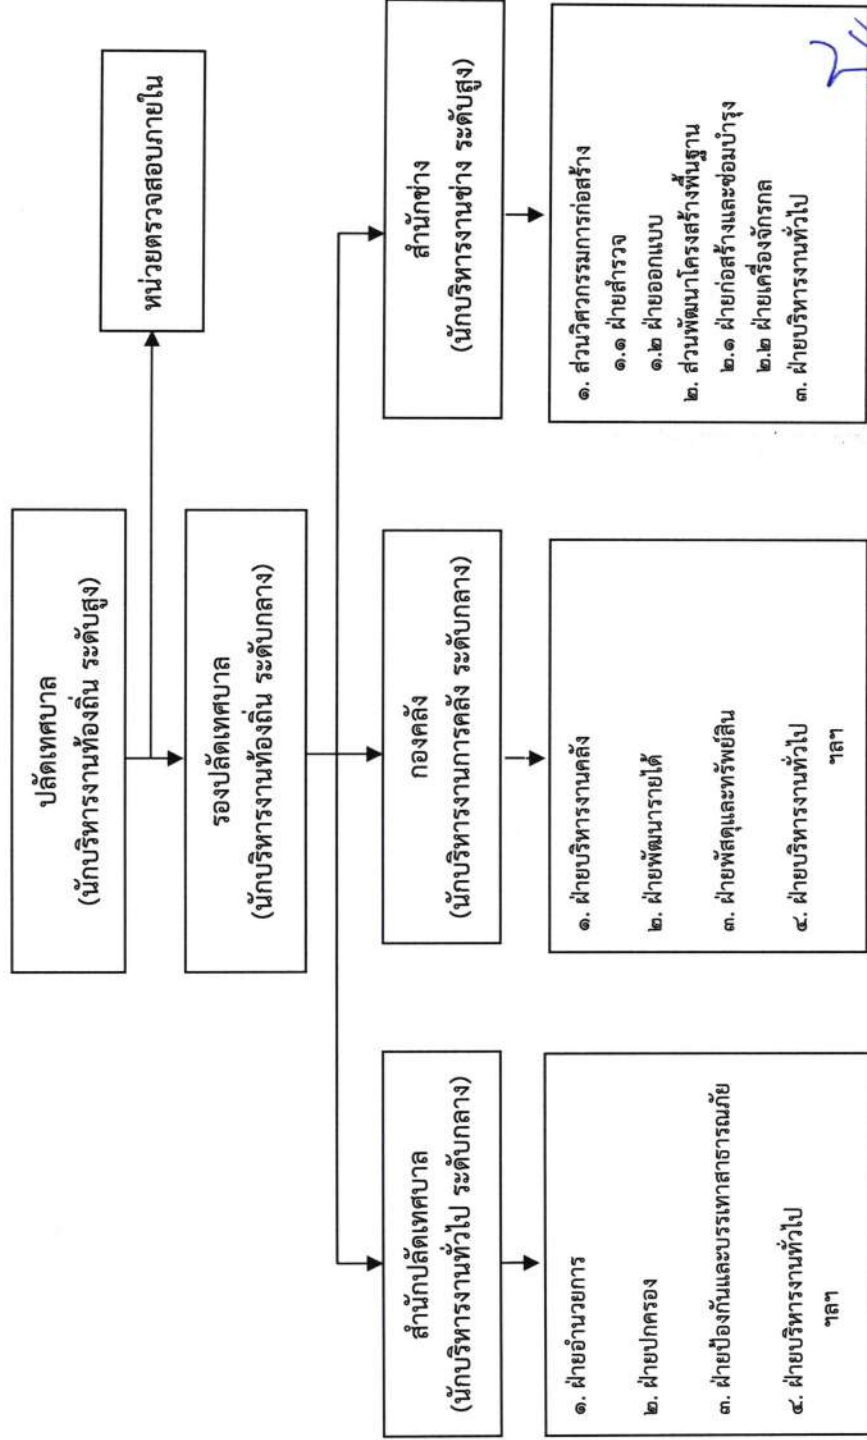 ปลัดเทศบาล
(นักบริหารงานท้องถิ่น ระดับสูง)
หน่วยตรวจสอบภายใน
รองปลัดเทศบาล
(นักบริหารงานท้องถิ่น ระดับกลาง)
สำนักปลัดเทศบาล
(นักบริหารงานทั่วไป ระดับกลาง)
๑. ฝ่ายอำนวยการ
๒. ฝ่ายปกครอง
๓. ฝ่ายป้องกันและบรรเทาสาธารณภัย
๔. ฝ่ายบริหารงานทั่วไป
ฯลฯ
กองคลัง
(นักบริหารงานการคลัง ระดับกลาง)
๑. ฝ่ายบริหารงานคลัง
๒. ฝ่ายพัฒนารายได้
๓. ฝ่ายพัสดุและทรัพย์สิน
๔. ฝ่ายบริหารงานทั่วไป
ฯลฯ
สำนักช่าง
(นักบริหารงานช่าง ระดับสูง)
๑. ส่วนวิศวกรรมการก่อสร้าง
๑.๑ ฝ่ายสำรวจ
๑.๒ ฝ่ายออกแบบ
๒. ส่วนพัฒนาโครงสร้างพื้นฐาน
๒.๑ ฝ่ายก่อสร้างและซ่อมบำรุง
๒.๒ ฝ่ายเครื่องจักรกล
๓. ฝ่ายบริหารงานทั่วไป